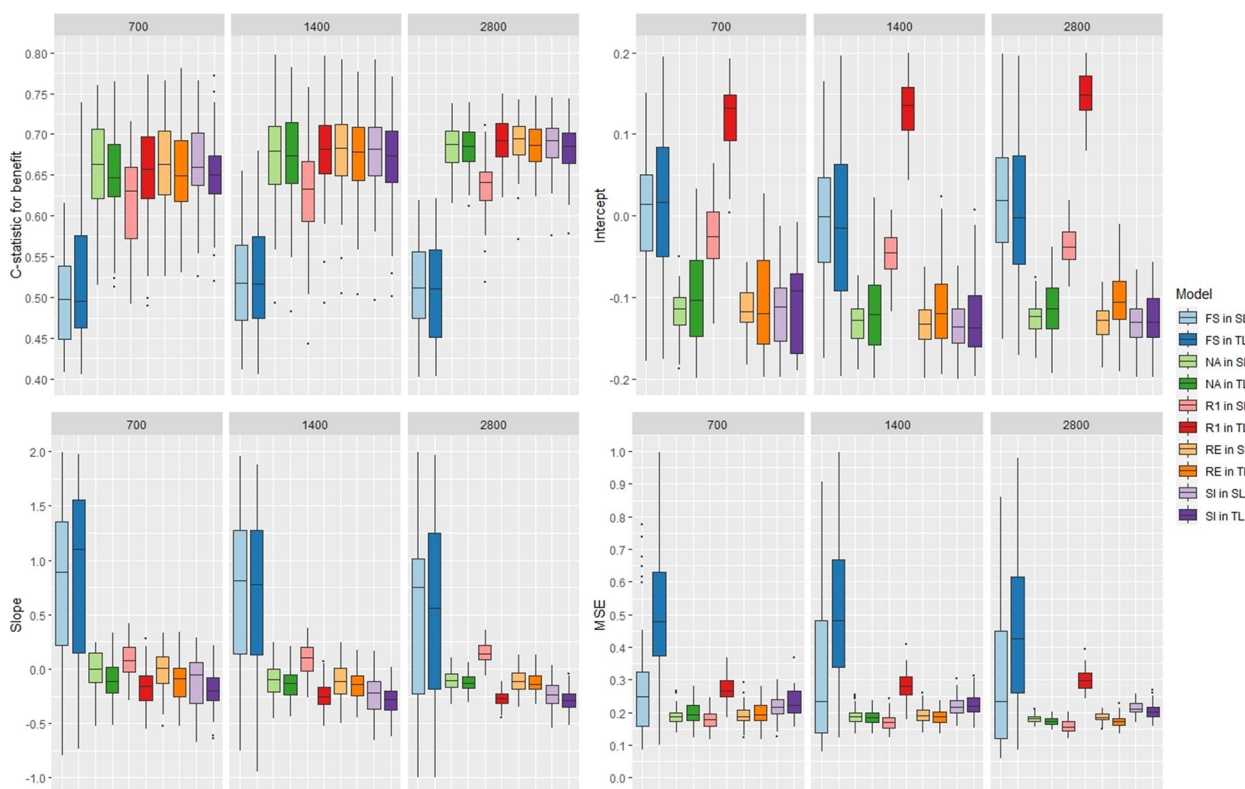 700 1400 2800
C-statistic for benefit
0.80
0.75
0.70
0.65
0.60
0.55
0.50
0.45
0.40
700 1400 2800
Intercept
0.2
0.1
0.0
-0.1
-0.2
700 1400 2800
Slope
2.0
1.5
1.0
0.5
0.0
-0.5
-1.0
700 1400 2800
MSE
1.0
0.9
0.8
0.7
0.6
0.5
0.4
0.3
0.2
0.1
0.0
Model
FS in SL
FS in TL
NA in SL
NA in TL
R1 in SL
R1 in TL
RE in SL
RE in TL
SI in SL
SI in TL